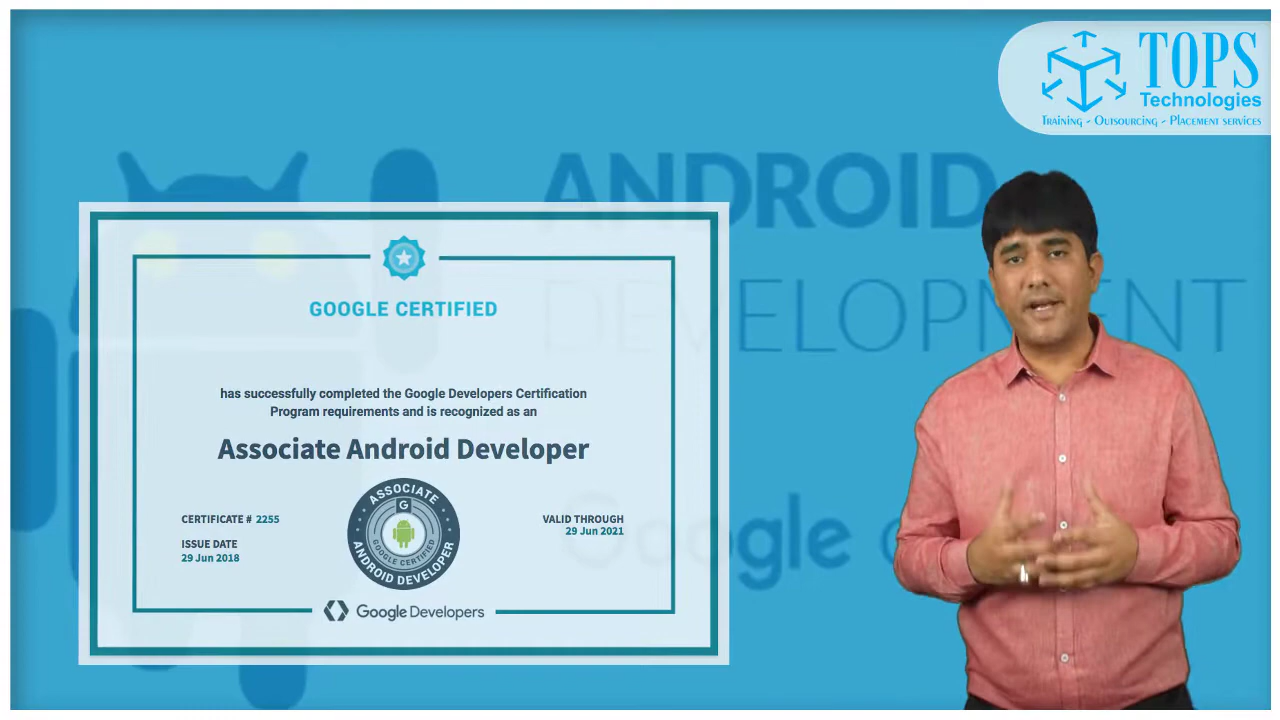 TOPS
Technologies
Training - Outsourcing - Placement services
ANDROID
DEVELOPMENT
Google
GOOGLE CERTIFIED
has successfully completed the Google Developers Certification
Program requirements and is recognized as an
Associate Android Developer
CERTIFICATE # 2255
ISSUE DATE
29 Jun 2018
ASSOCIATE
G
GOOGLE CERTIFIED
ANDROID DEVELOPER
VALID THROUGH
29 Jun 2021
Google Developers